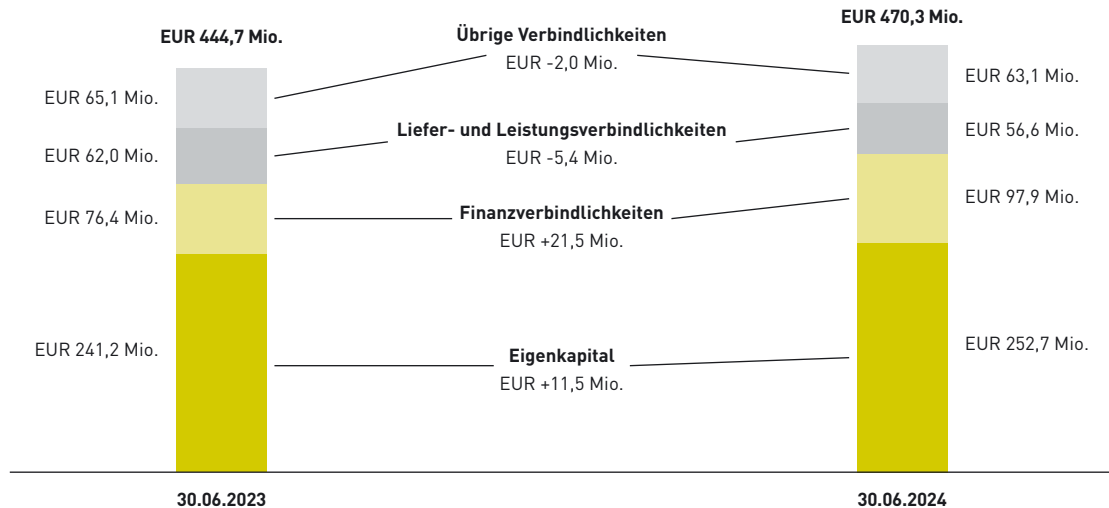 EUR 444,7 Mio.
EUR 470,3 Mio.
Übrige Verbindlichkeiten
EUR -2,0 Mio.
EUR 65,1 Mio.
EUR 63,1 Mio.
Liefer- und Leistungsverbindlichkeiten
EUR -5,4 Mio.
EUR 62,0 Mio.
EUR 56,6 Mio.
Finanzverbindlichkeiten
EUR +21,5 Mio.
EUR 76,4 Mio.
EUR 97,9 Mio.
Eigenkapital
EUR +11,5 Mio.
EUR 241,2 Mio.
EUR 252,7 Mio.
30.06.2023
30.06.2024